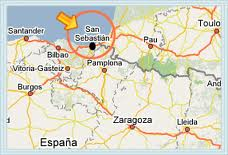 Toulo
Santander
San
Sebastián
Bilbao
Pau
Vitoria-Gasteiz
Pamplona
Burgos
Zaragoza
Lleida
España